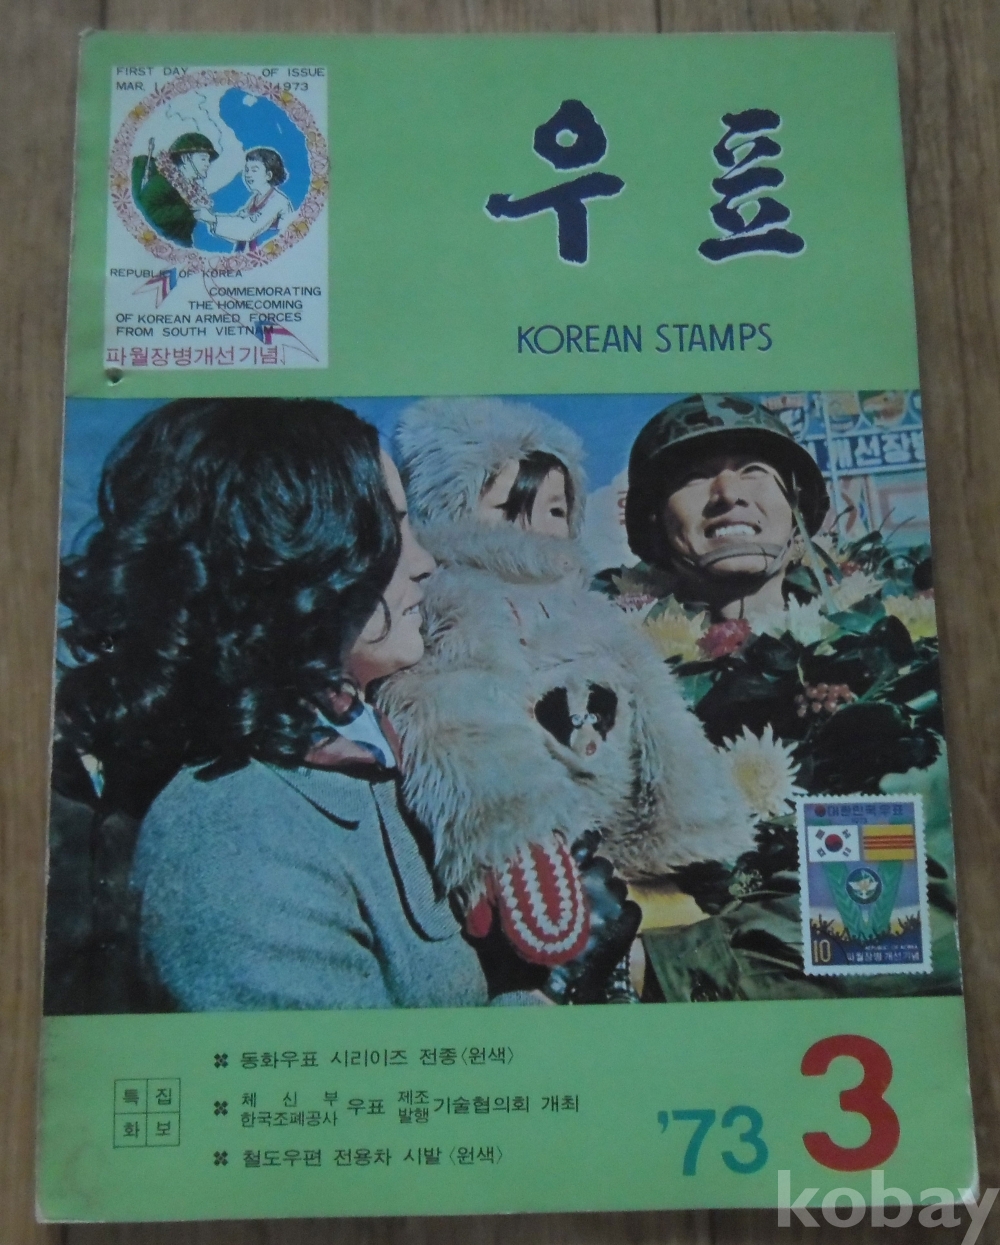 FIRST DAY OF ISSUE
MAR. 1973
REPUBLIC OF KOREA
COMMEMORATING
THE HOMECOMING
OF KOREAN ARMED FORCES
FROM SOUTH VIETNAM
파월장병개선기념
우표
KOREAN STAMPS
개선장병
대한민국우표
10
REPUBLIC OF KOREA
파월장병개선기념
특집
화보
동화우표 시리이즈 전종〈원색〉
체신부 한국조폐공사 우표 제조 발행 기술협의회 개최
철도우편 전용차 시발〈원색〉
'73 3
kobay